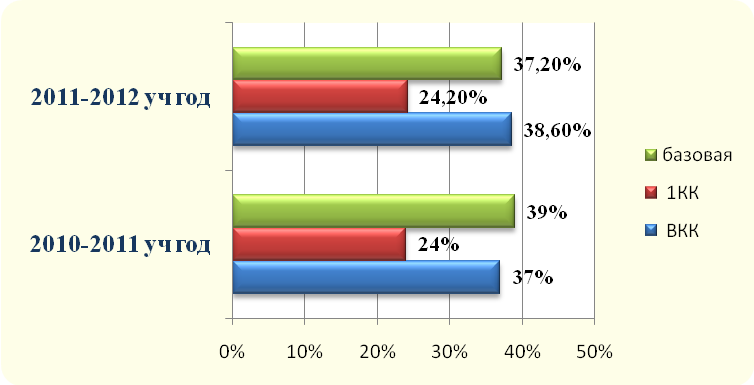 2011-2012 уч год
37,20%
24,20%
38,60%
2010-2011 уч год
39%
24%
37%
базовая
1КК
ВКК
0% 10% 20% 30% 40% 50%